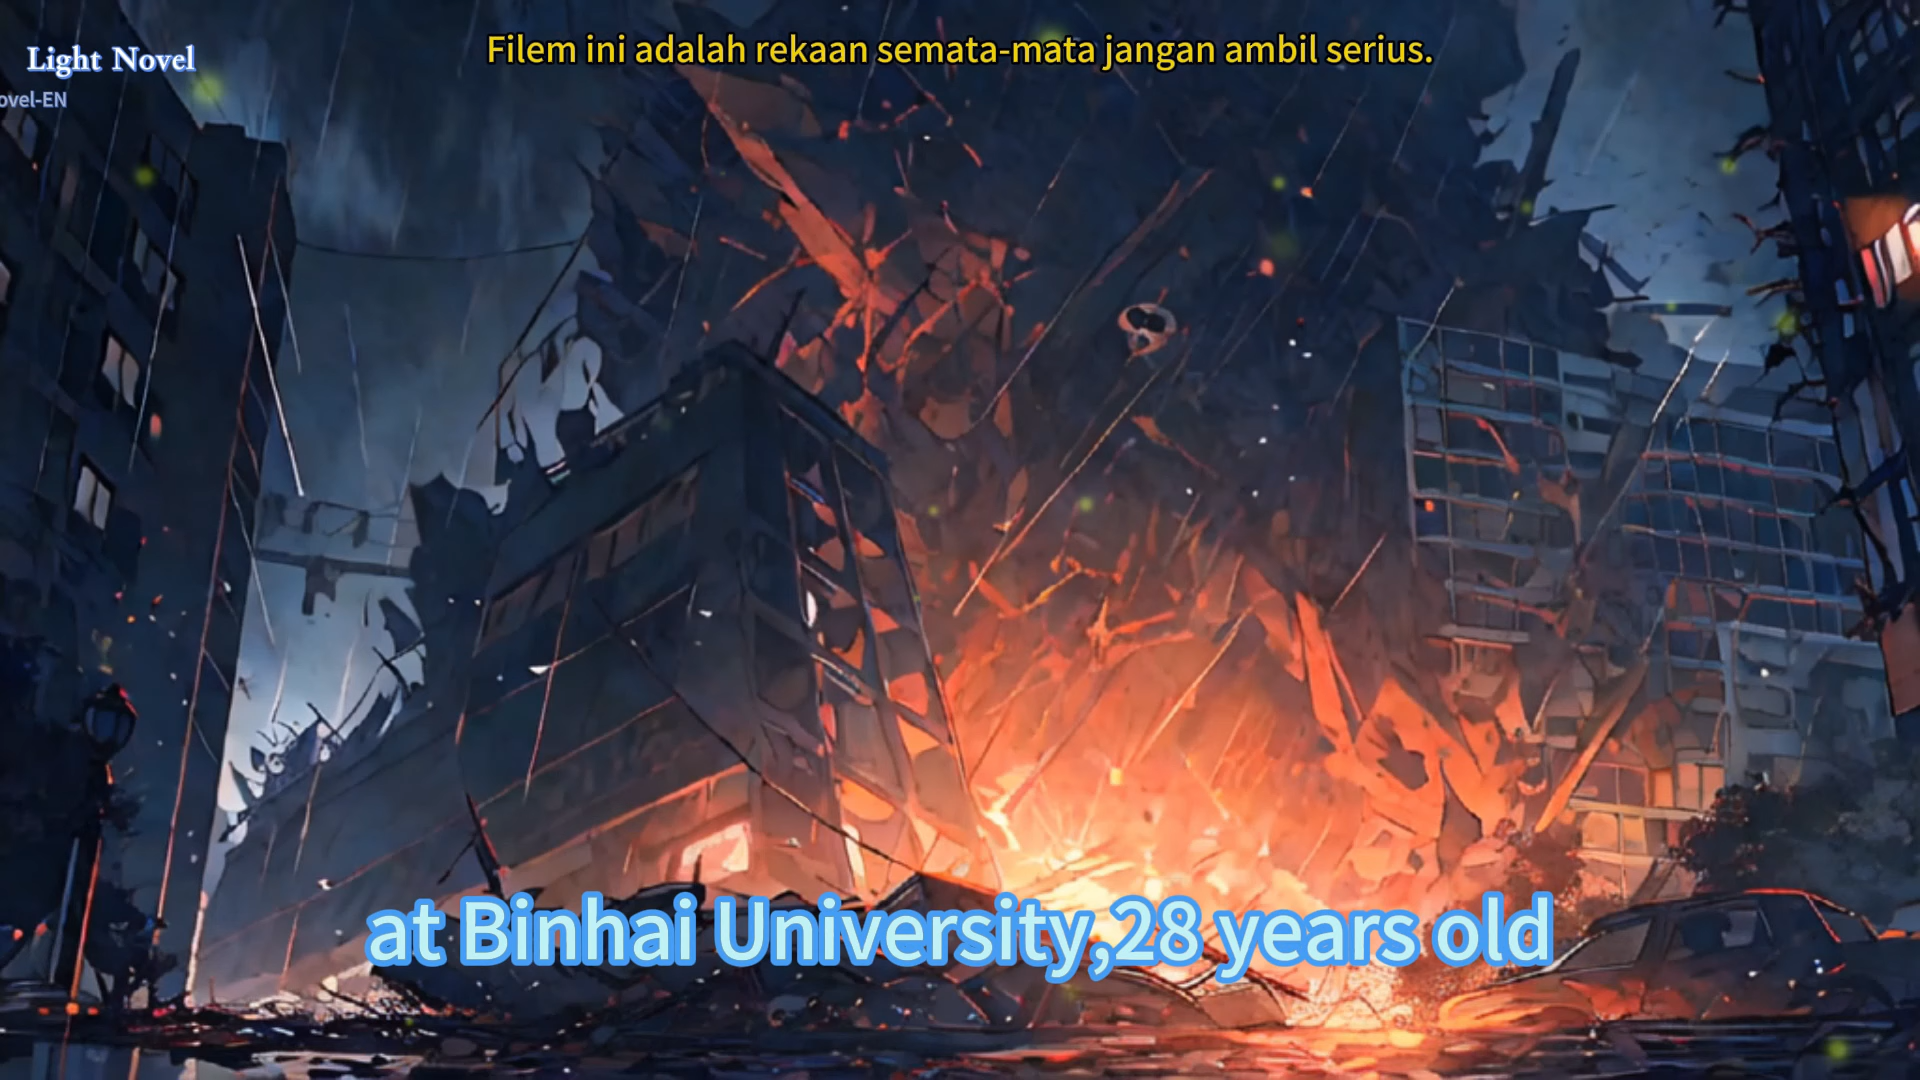 Filem ini adalah rekaan semata-mata jangan ambil serius.
Light Novel
ovel-EN
at Binhai University,28 years old